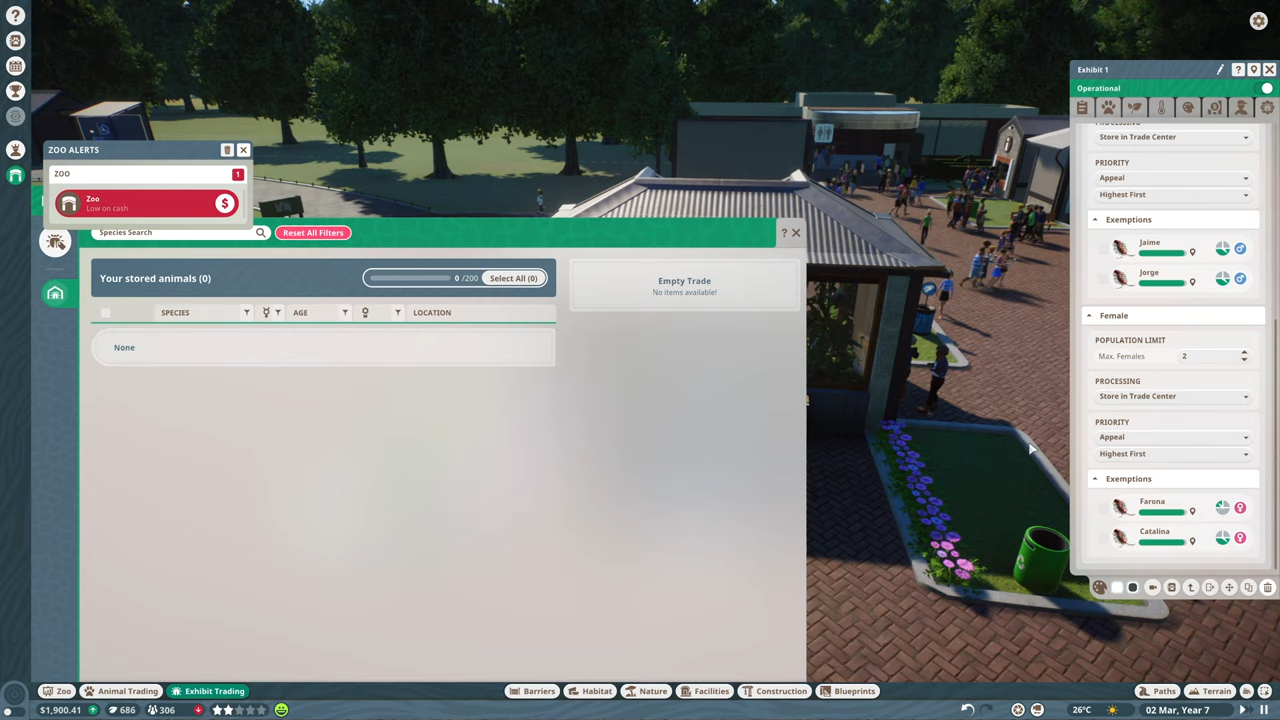 Exhibit 1
Operational
ZOO ALERTS
ZOO 1
Zoo
Low on cash
$
Species Search
Reset All Filters
?
Your stored animals (0)
0 /200
Select All (0)
Empty Trade
No items available!
SPECIES AGE LOCATION
None
Store in Trade Center
PRIORITY
Appeal
Highest First
Exemptions
Jaime
Jorge
Female
POPULATION LIMIT
Max. Females 2
PROCESSING
Store in Trade Center
PRIORITY
Appeal
Highest First
Exemptions
Farona
Catalina
Zoo Animal Trading Exhibit Trading Barriers Habitat Nature Facilities Construction Blueprints Paths Terrain
$1,900.41 686 306 26°C 02 Mar, Year 7